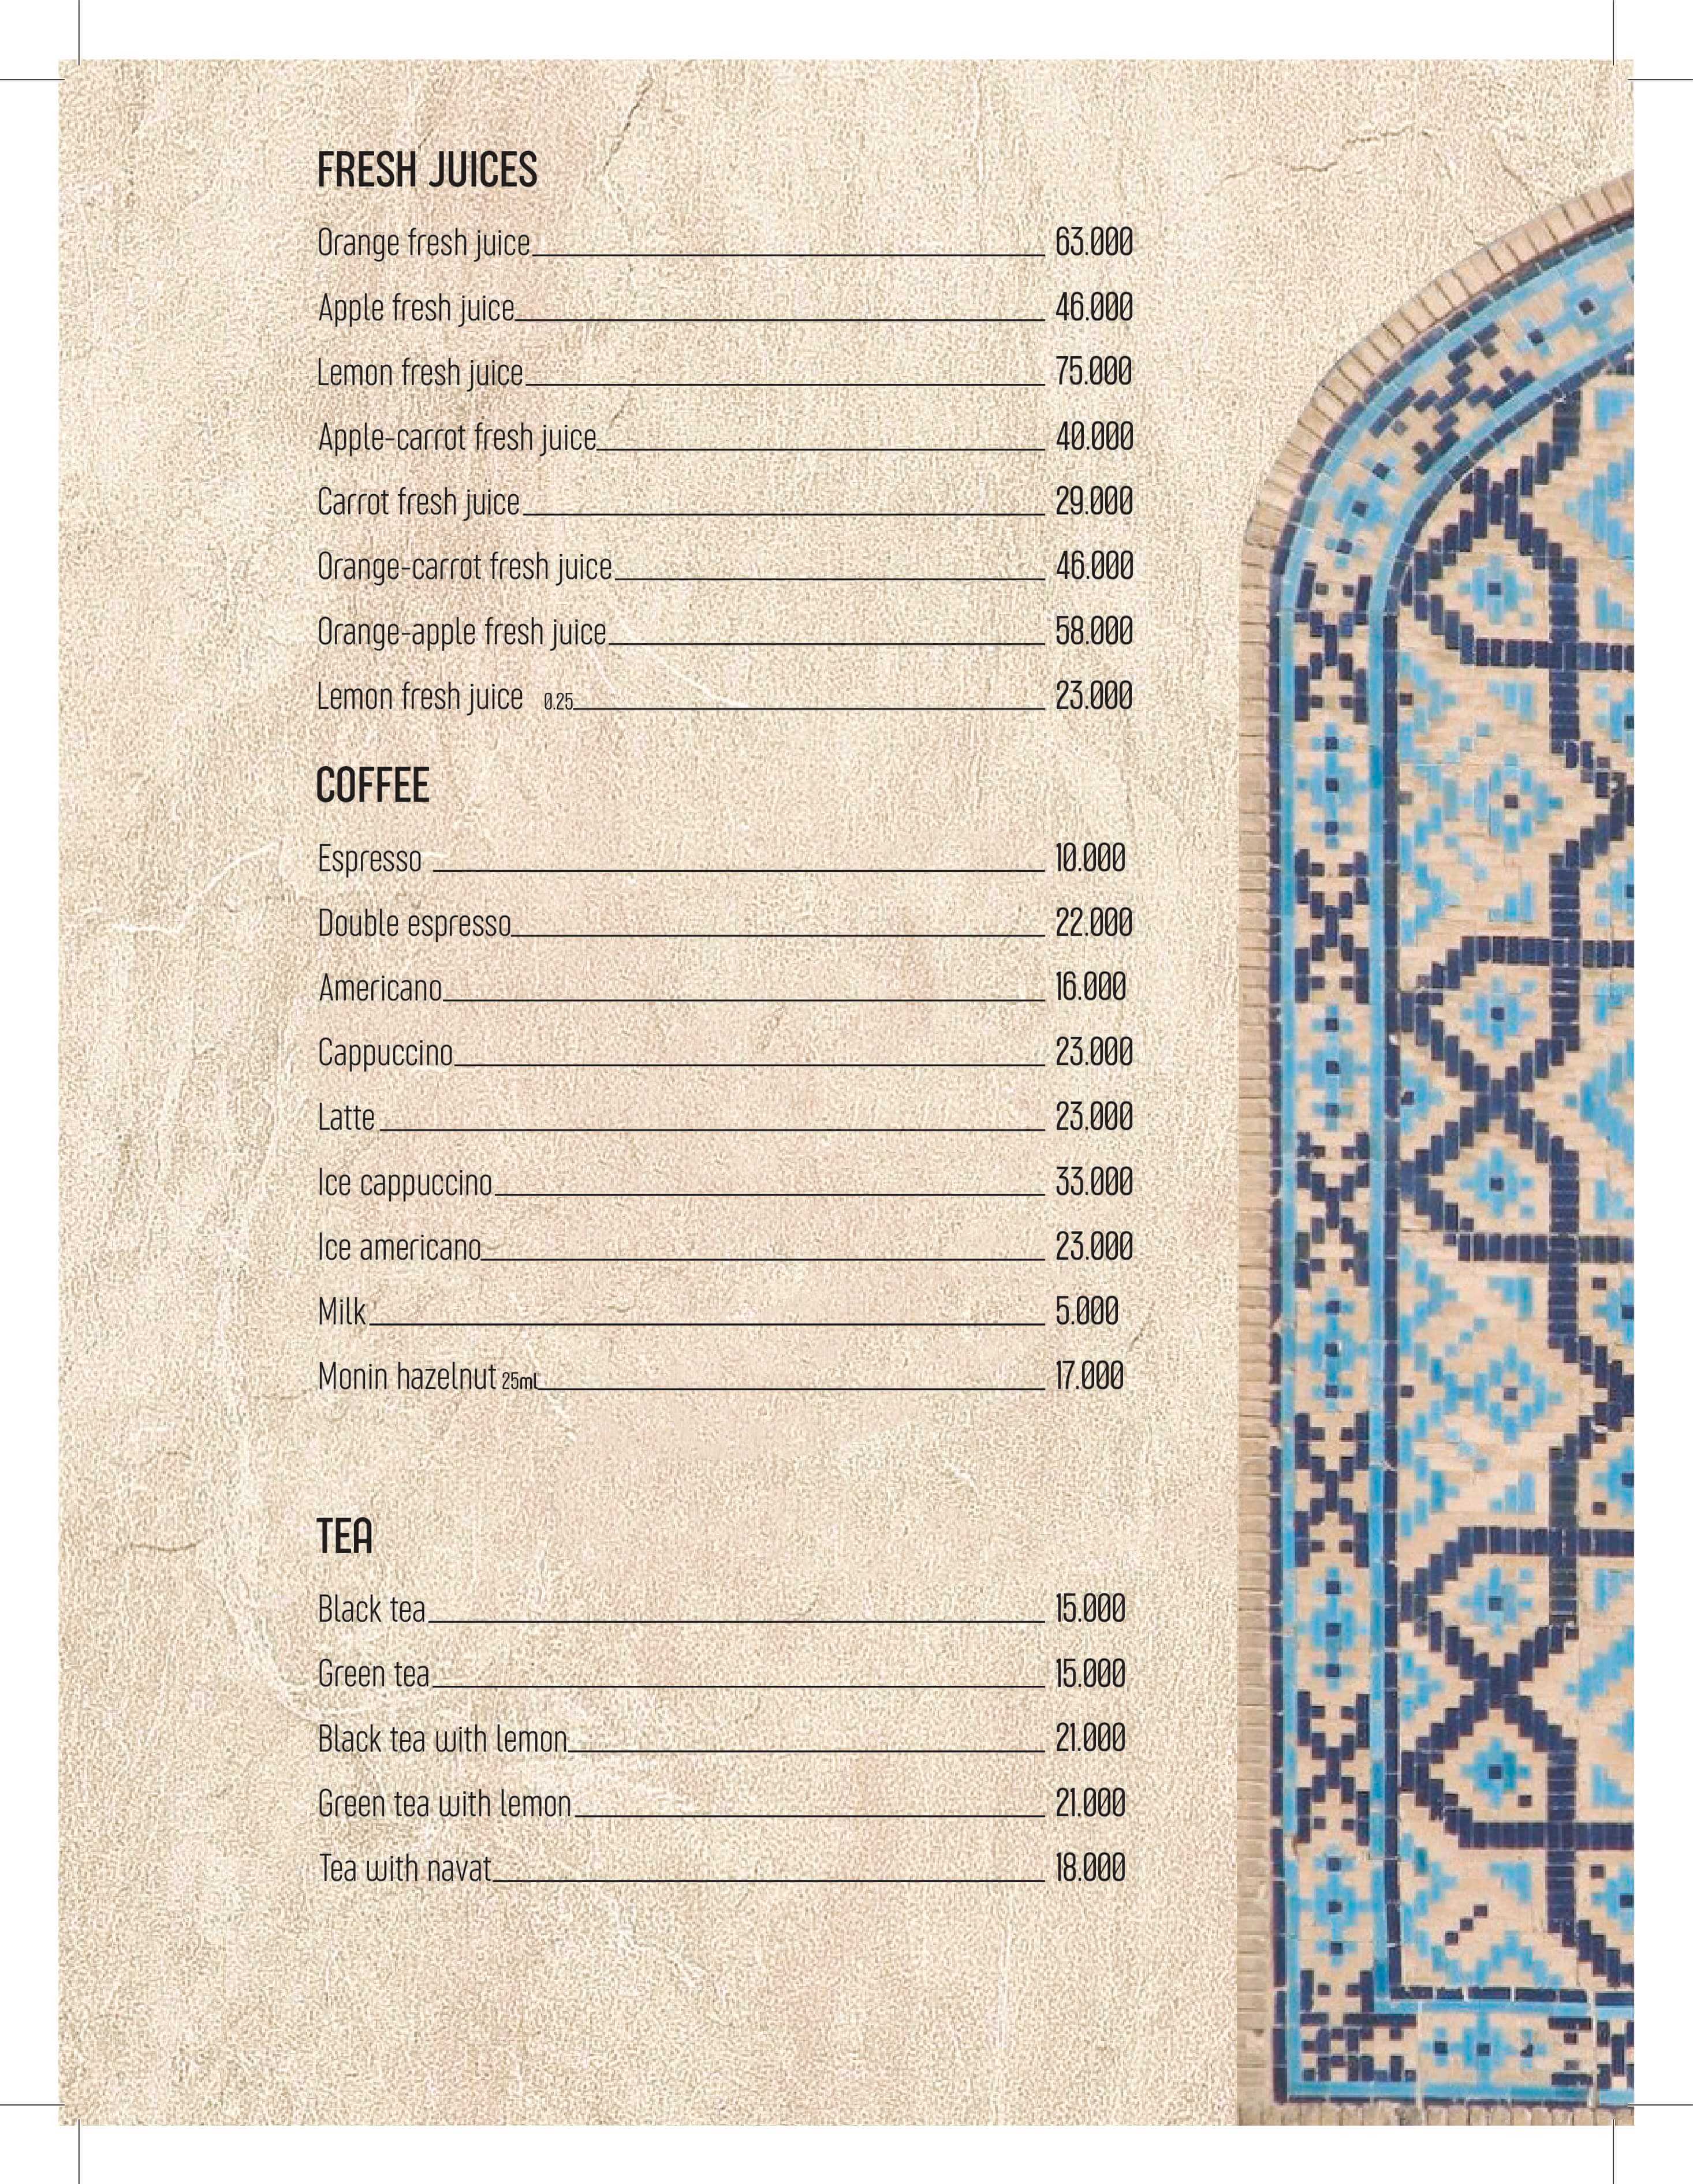 FRESH JUICES
Orange fresh juice 63.000
Apple fresh juice 46.000
Lemon fresh juice 75.000
Apple-carrot fresh juice 40.000
Carrot fresh juice 29.000
Orange-carrot fresh juice 46.000
Orange-apple fresh juice 58.000
Lemon fresh juice 0.25 23.000
COFFEE
Espresso 10.000
Double espresso 22.000
Americano 16.000
Cappuccino 23.000
Latte 23.000
Ice cappuccino 33.000
Ice americano 23.000
Milk 5.000
Monin hazelnut 25ml 17.000
TEA
Black tea 15.000
Green tea 15.000
Black tea with lemon 21.000
Green tea with lemon 21.000
Tea with navat 18.000